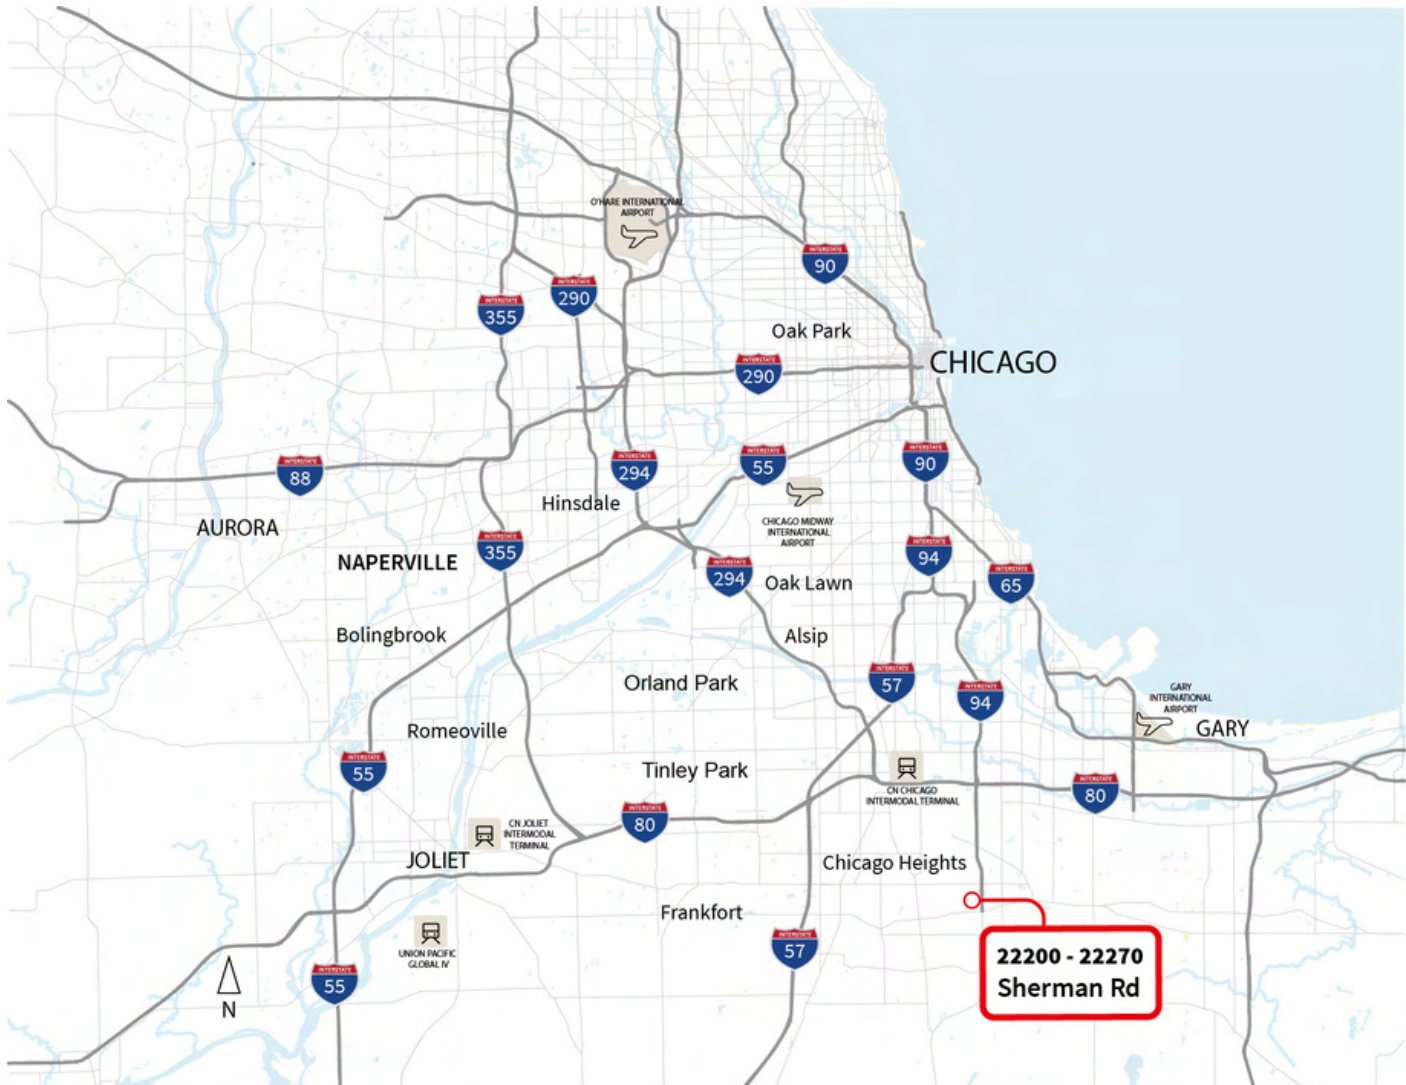 O'HARE INTERNATIONAL
AIRPORT
INTERSTATE
90
INTERSTATE
290
INTERSTATE
355
Oak Park
CHICAGO
INTERSTATE
290
INTERSTATE
88
INTERSTATE
294
INTERSTATE
55
INTERSTATE
90
Hinsdale
CHICAGO MIDWAY
INTERNATIONAL
AIRPORT
AURORA
NAPERVILLE
INTERSTATE
355
INTERSTATE
294
Oak Lawn
INTERSTATE
94
INTERSTATE
65
Bolingbrook
Alsip
Orland Park
INTERSTATE
57
INTERSTATE
94
GARY
INTERNATIONAL
AIRPORT
GARY
Romeoville
INTERSTATE
55
Tinley Park
CN CHICAGO
INTERMODAL TERMINAL
INTERSTATE
80
CN JOLIET
INTERMODAL
TERMINAL
INTERSTATE
80
JOLIET
Chicago Heights
Frankfort
UNION PACIFIC
GLOBAL IV
INTERSTATE
57
22200 - 22270
Sherman Rd
INTERSTATE
55
N